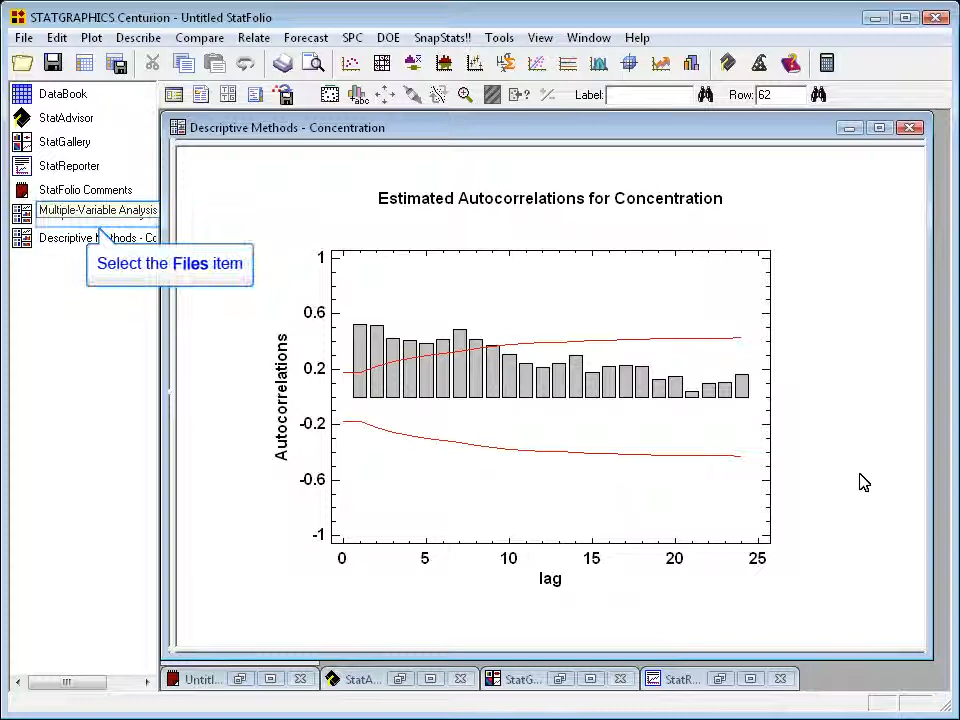 STATGRAPHICS Centurion - Untitled StatFolio
File Edit Plot Describe Compare Relate Forecast SPC DOE SnapStats!! Tools View Window Help
Label: Row: 62
DataBook
StatAdvisor
StatGallery
StatReporter
StatFolio Comments
Multiple-Variable Analysis
Descriptive Methods - Co
Select the Files item
Descriptive Methods - Concentration
Estimated Autocorrelations for Concentration
1
0.6
0.2
-0.2
-0.6
-1
Autocorrelations
0 5 10 15 20 25
lag
Untitl... StatA... StatG... StatR...